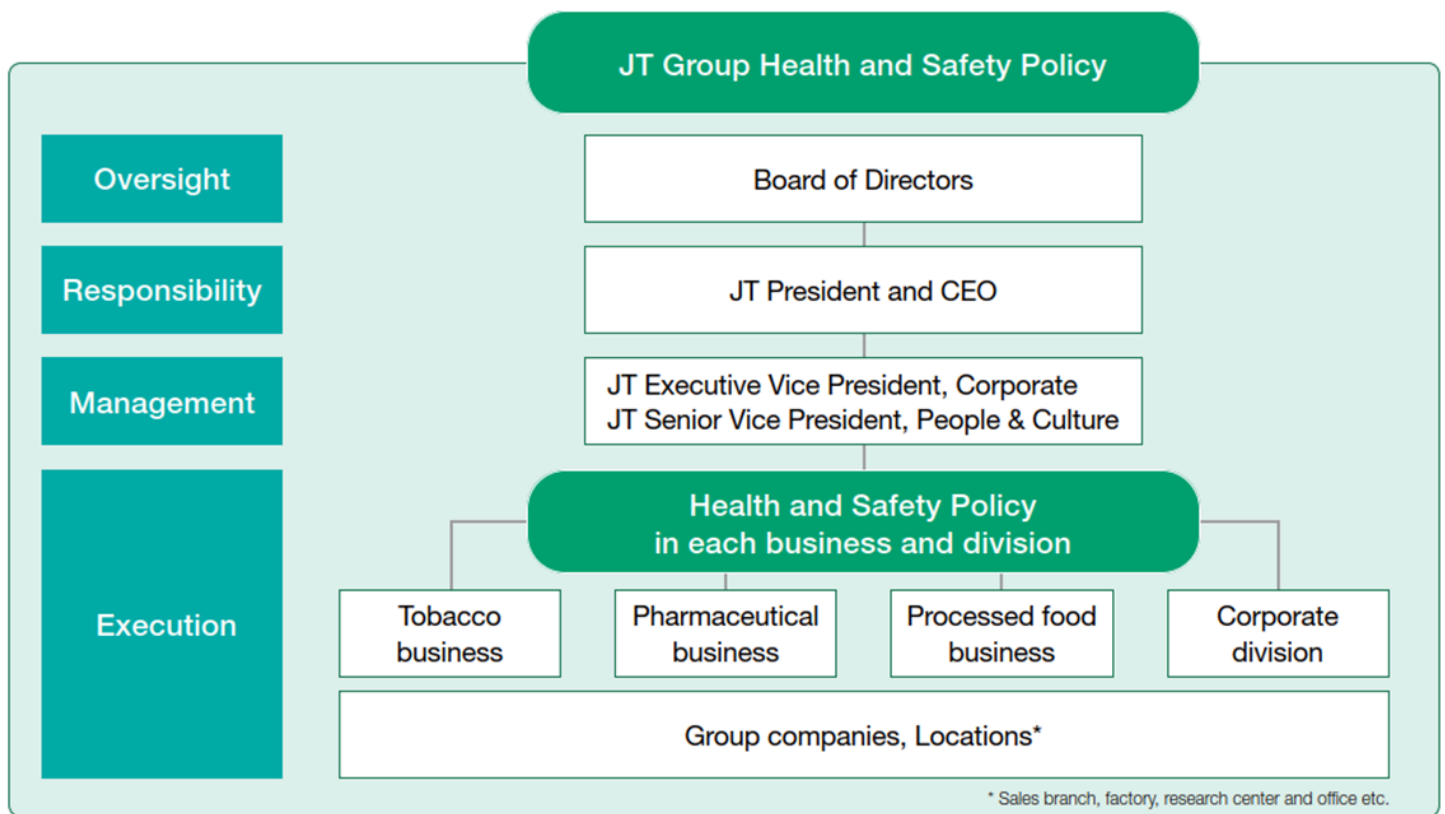 JT Group Health and Safety Policy
Oversight
Board of Directors
Responsibility
JT President and CEO
Management
JT Executive Vice President, Corporate
JT Senior Vice President, People & Culture
Execution
Health and Safety Policy
in each business and division
Tobacco
business
Pharmaceutical
business
Processed food
business
Corporate
division
Group companies, Locations*
* Sales branch, factory, research center and office etc.